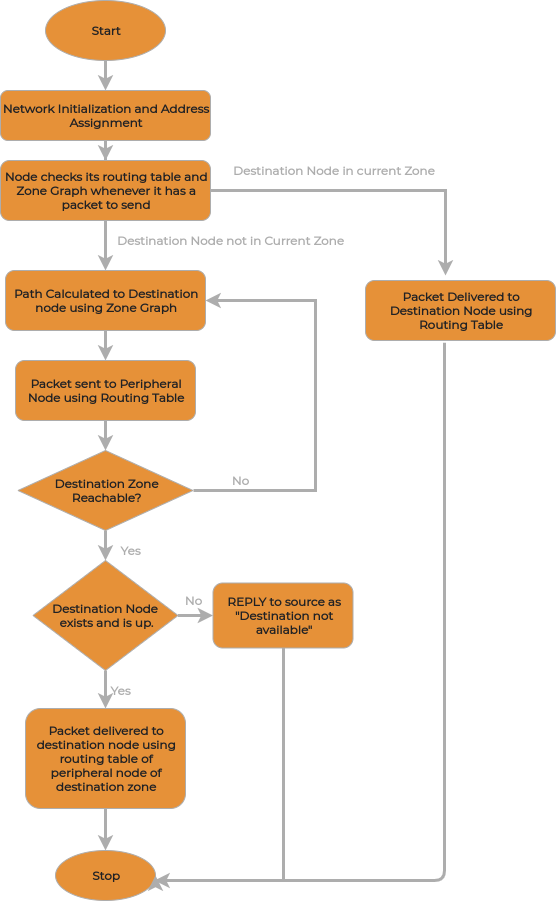 Start
Network Initialization and Address
Assignment
Node checks its routing table and
Zone Graph whenever it has a
packet to send
Destination Node in current Zone
Destination Node not in Current Zone
Path Calculated to Destination
node using Zone Graph
Packet Delivered to
Destination Node using
Routing Table
Packet sent to Peripheral
Node using Routing Table
Destination Zone
Reachable?
No
Yes
Destination Node
exists and is up.
No
REPLY to source as
"Destination not
available"
Yes
Packet delivered to
destination node using
routing table of
peripheral node of
destination zone
Stop